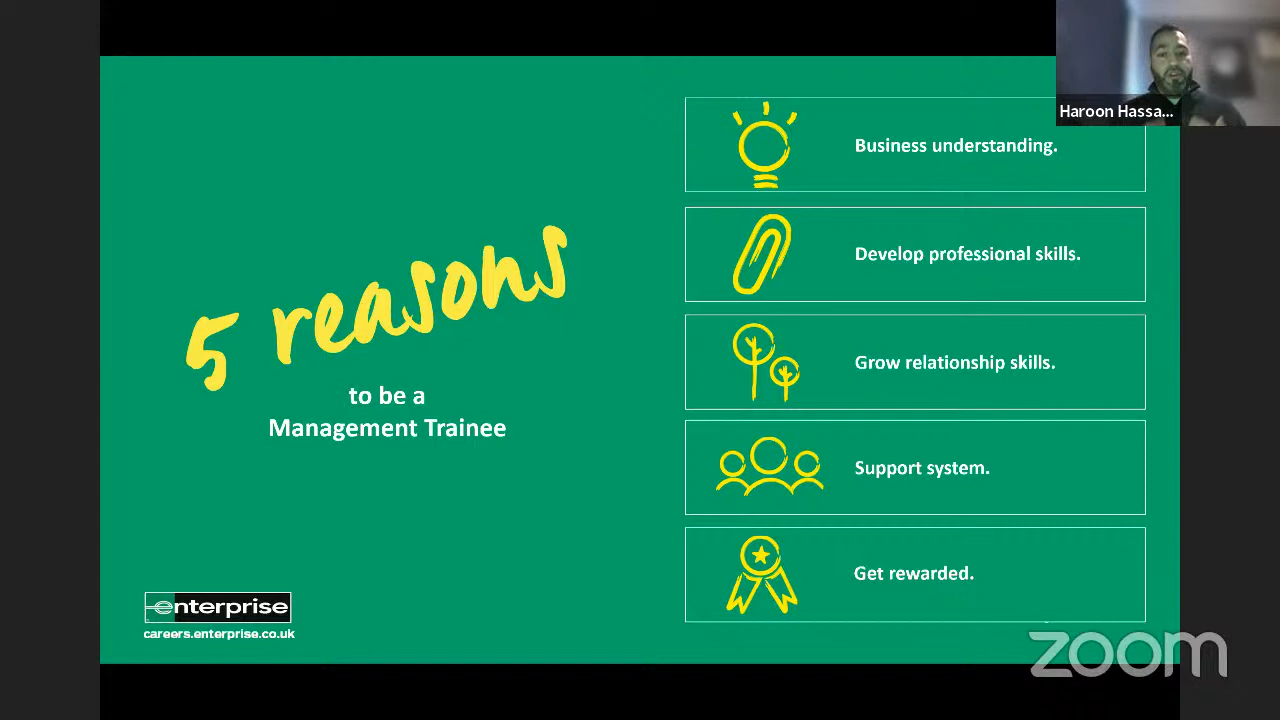 Haroon Hassa...
5 reasons
to be a
Management Trainee
Business understanding.
Develop professional skills.
Grow relationship skills.
Support system.
Get rewarded.
enterprise
careers.enterprise.co.uk
zoom